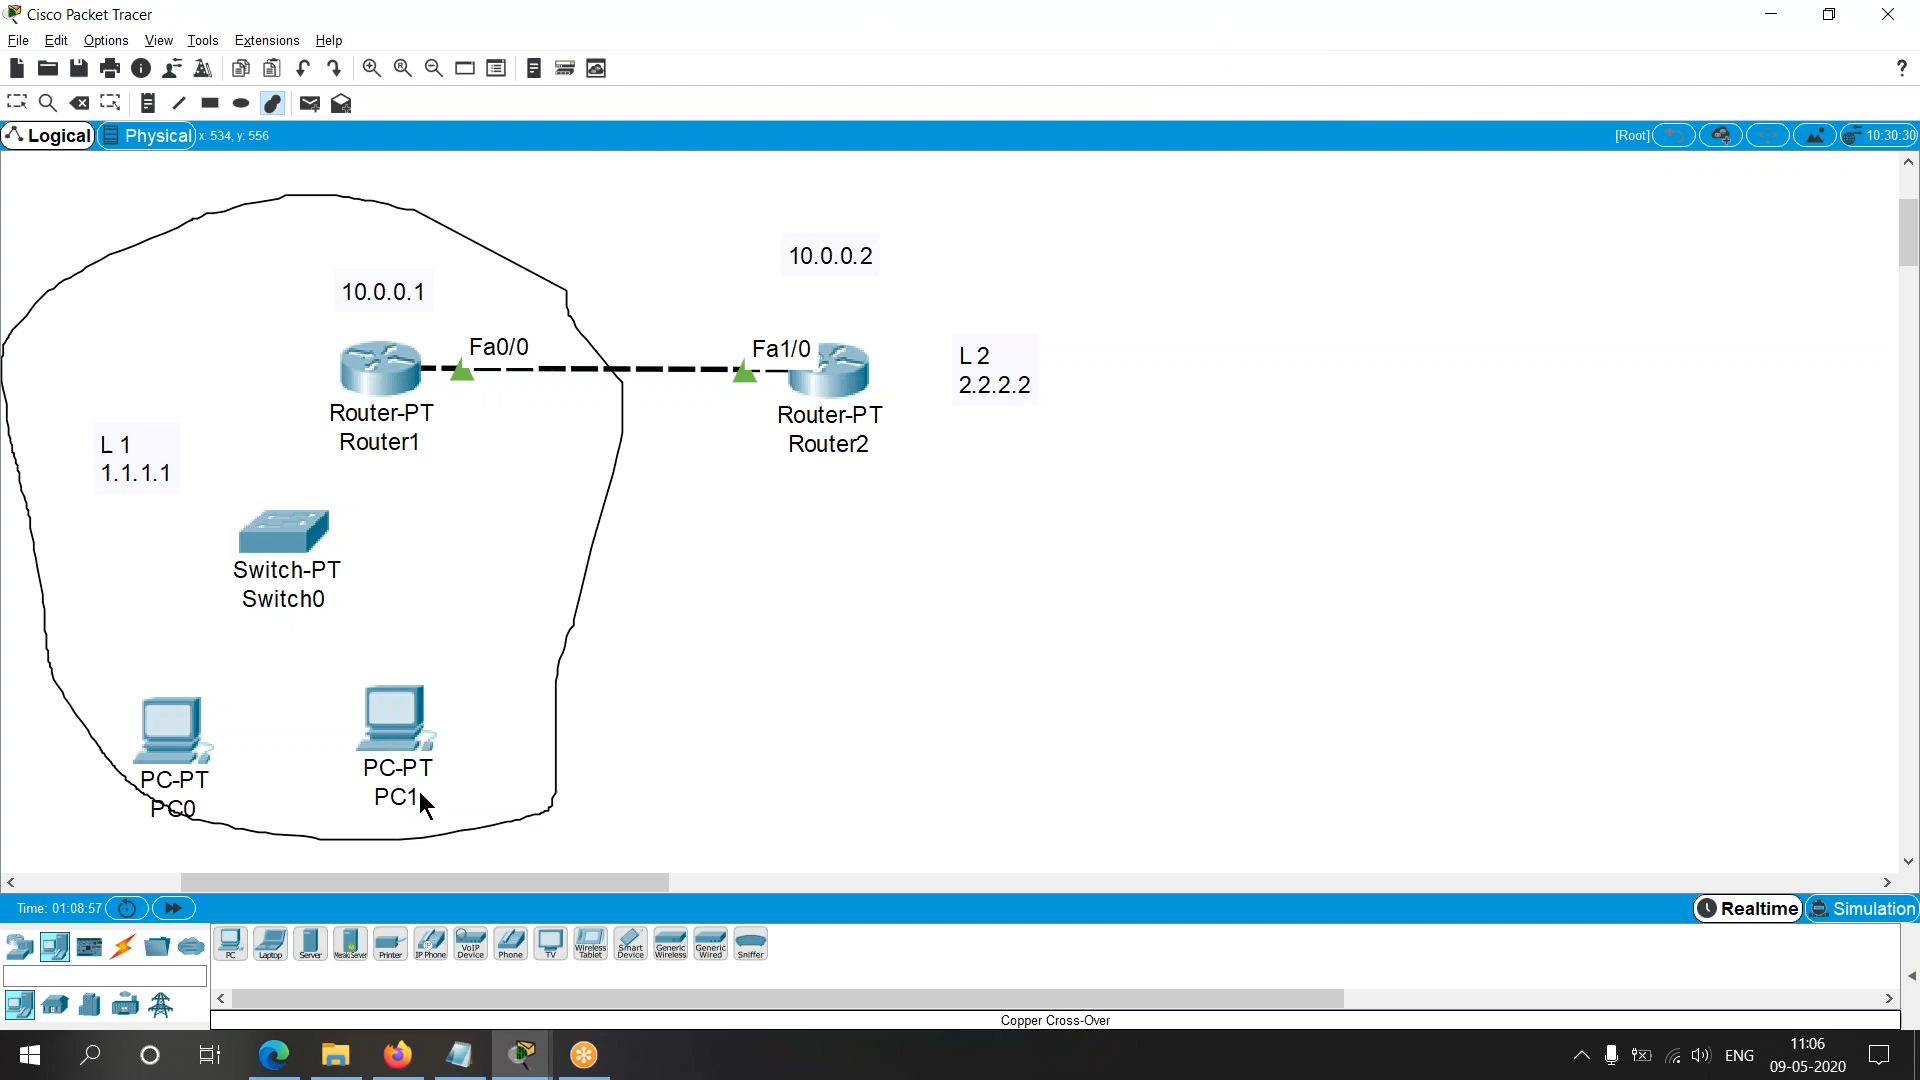 Cisco Packet Tracer
File Edit Options View Tools Extensions Help
?
Logical Physical x: 534, y: 556 [Root] 10:30:30
10.0.0.2
10.0.0.1
Fa0/0 Fa1/0
L 2
2.2.2.2
Router-PT
Router1
Router-PT
Router2
L 1
1.1.1.1
Switch-PT
Switch0
PC-PT
PC0
PC-PT
PC1
Time: 01:08:57 Realtime Simulation
PC Laptop Server Meraki Server Printer IP Phone VoIP Device Phone TV Wireless Tablet Smart Device Generic Wireless Generic Wired Sniffer
Copper Cross-Over
ENG 11:06
09-05-2020